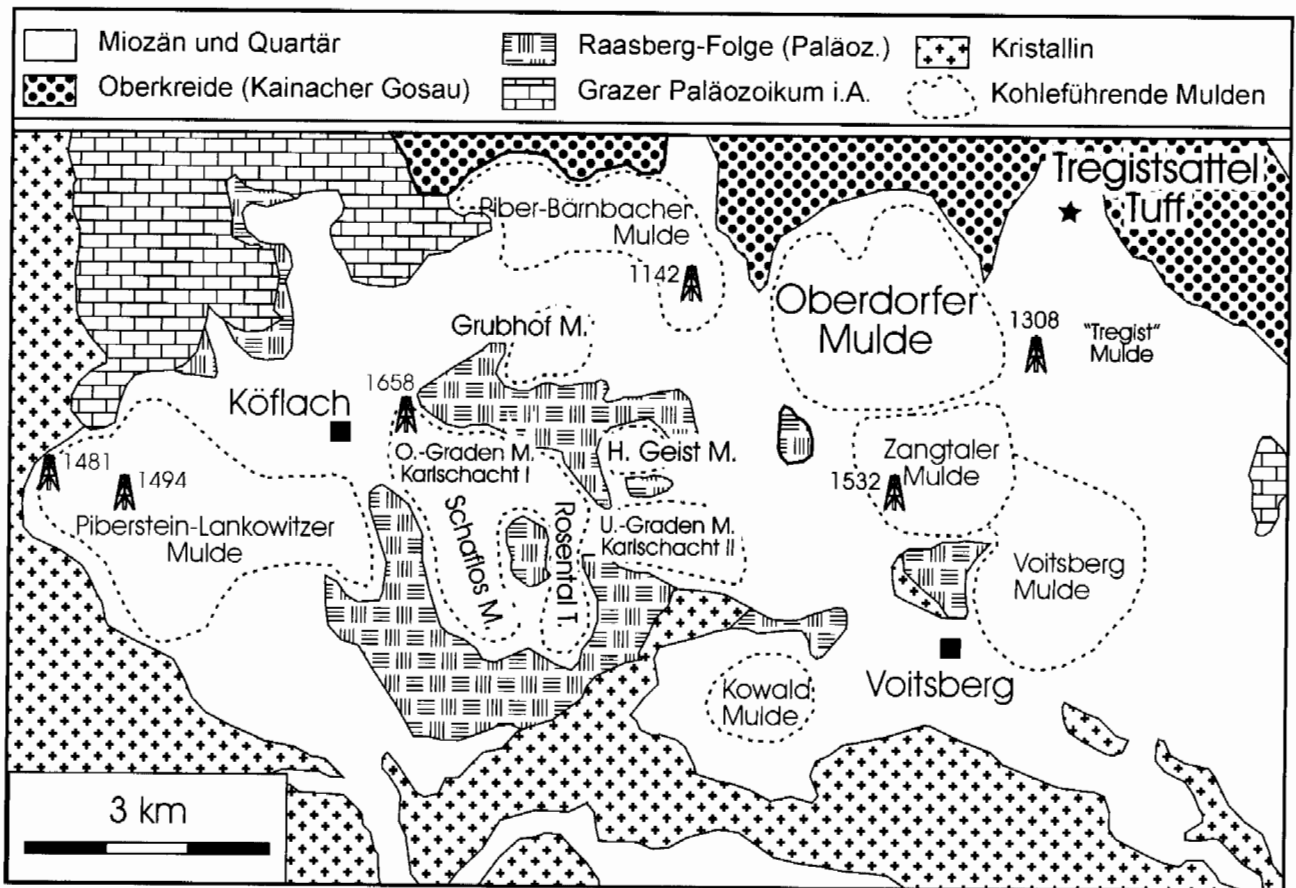 Miozän und Quartär
Raasberg-Folge (Paläoz.)
Kristallin
Oberkreide (Kainacher Gosau)
Grazer Paläozoikum i.A.
Kohleführende Mulden
Tregistsattel
Tuff
Piber-Bärnbacher
Mulde
1142
Oberdorfer
Mulde
Grubhof M.
1308
"Tregist"
Mulde
1658
Köflach
O.-Graden M.
Karlschacht I
H. Geist M.
Zangtaler
Mulde
1481
1494
1532
Piberstein-Lankowitzer
Mulde
Schaflos M.
Rosental T.
U.-Graden M.
Karlschacht II
Voitsberg
Mulde
Voitsberg
Kowald
Mulde
3 km